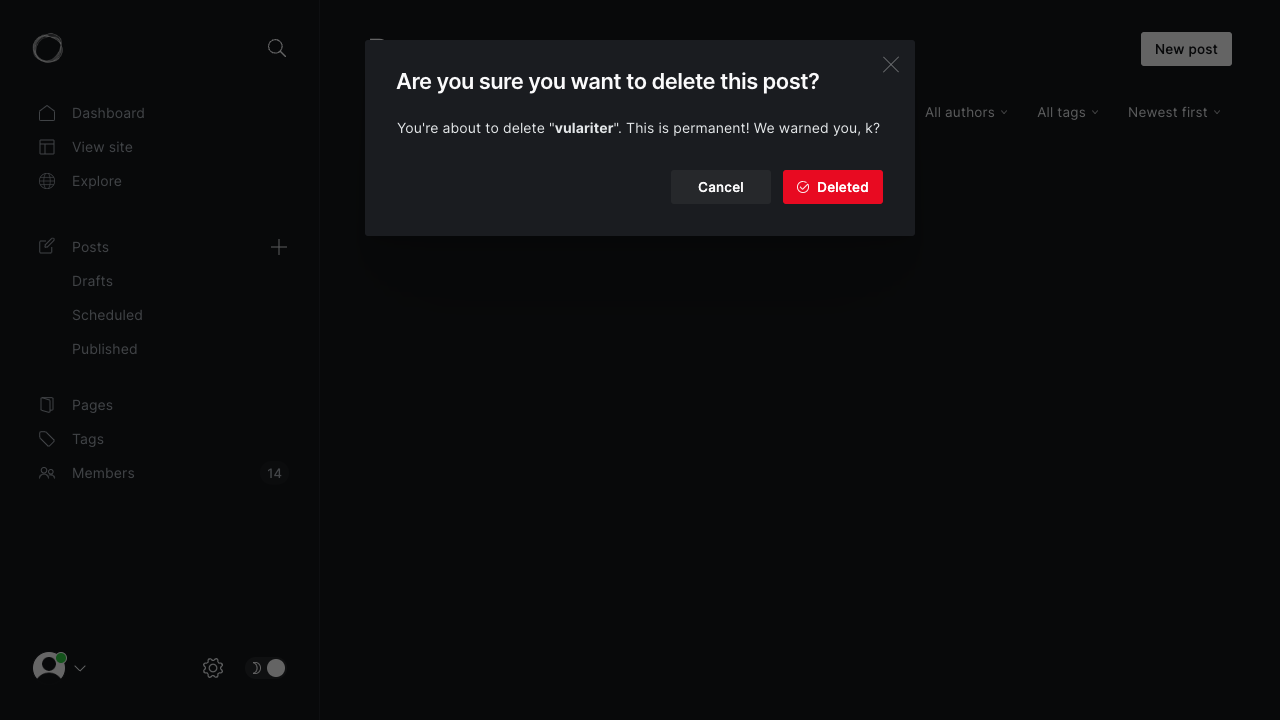 New post
Are you sure you want to delete this post?
You're about to delete "vulariter". This is permanent! We warned you, k?
Cancel
Deleted
All authors
All tags
Newest first
Dashboard
View site
Explore
Posts
Drafts
Scheduled
Published
Pages
Tags
Members
14